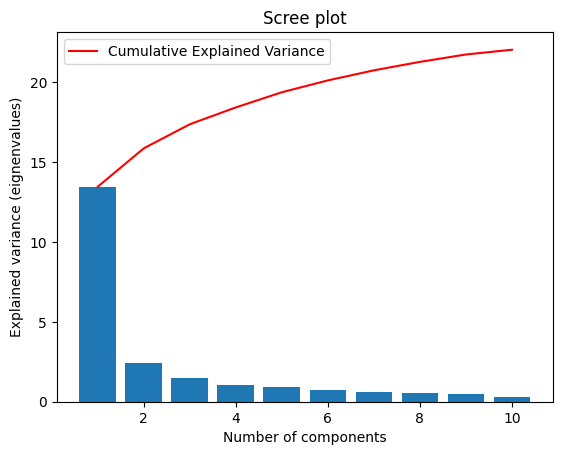 Scree plot
Cumulative Explained Variance
Explained variance (eignenvalues)
20
15
10
5
0
2 4 6 8 10
Number of components